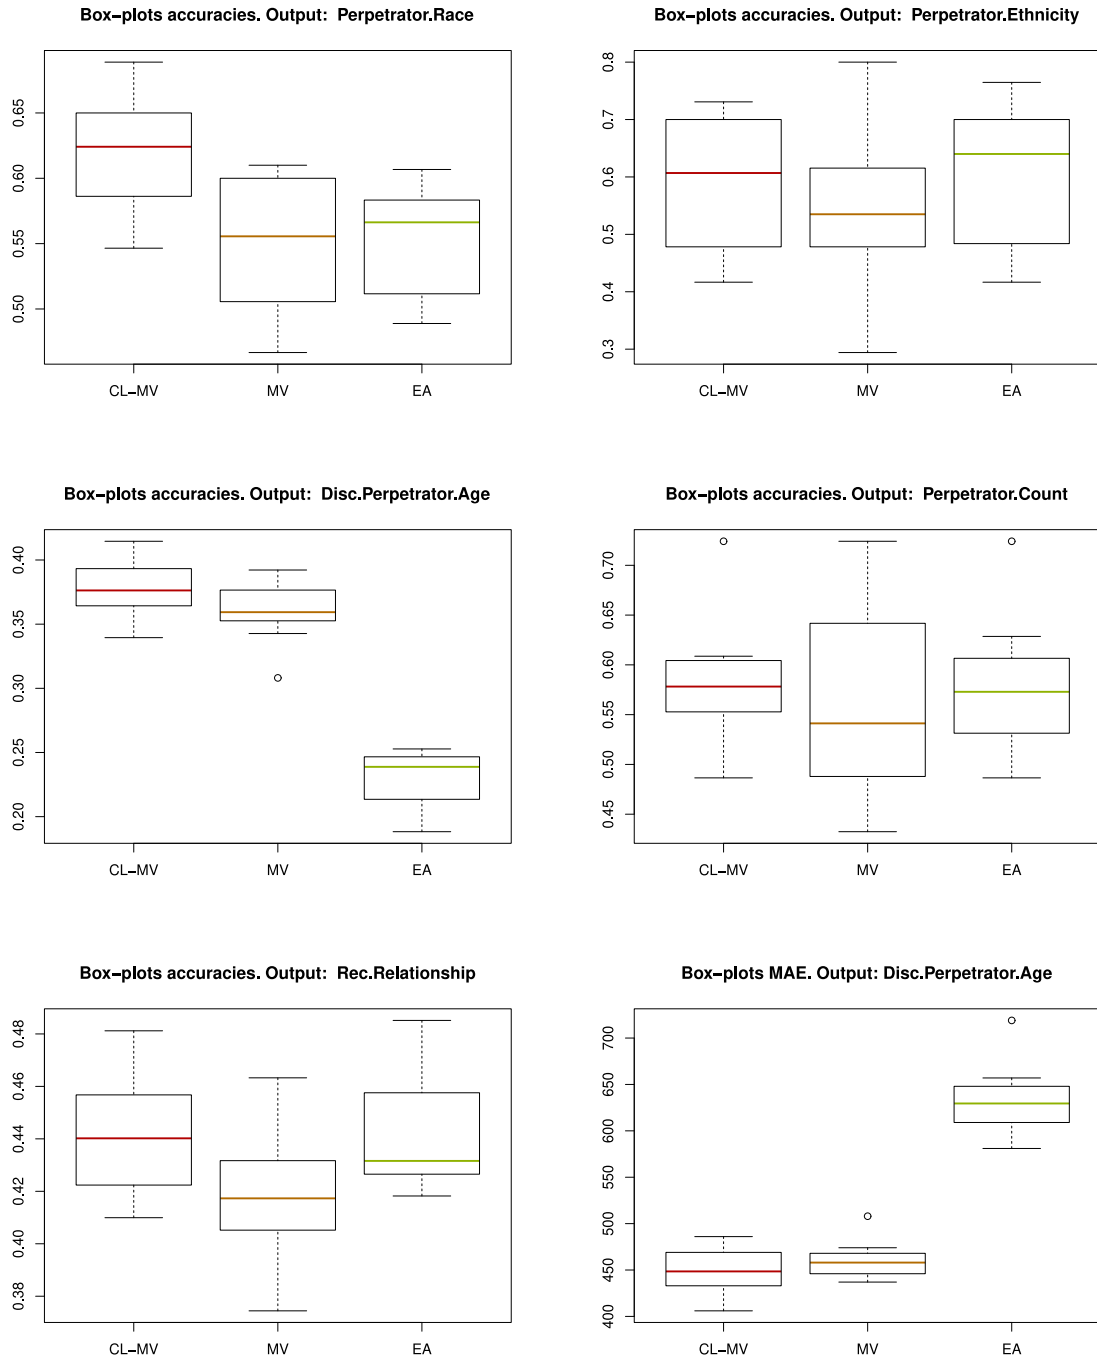 Box-plots accuracies. Output: Perpetrator.Race
0.65
0.60
0.55
0.50
CL-MV MV EA
Box-plots accuracies. Output: Perpetrator.Ethnicity
0.8
0.7
0.6
0.5
0.4
0.3
CL-MV MV EA
Box-plots accuracies. Output: Disc.Perpetrator.Age
0.40
0.35
0.30
0.25
0.20
CL-MV MV EA
Box-plots accuracies. Output: Perpetrator.Count
0.70
0.65
0.60
0.55
0.50
0.45
CL-MV MV EA
Box-plots accuracies. Output: Rec.Relationship
0.48
0.46
0.44
0.42
0.40
0.38
CL-MV MV EA
Box-plots MAE. Output: Disc.Perpetrator.Age
700
650
600
550
500
450
400
CL-MV MV EA